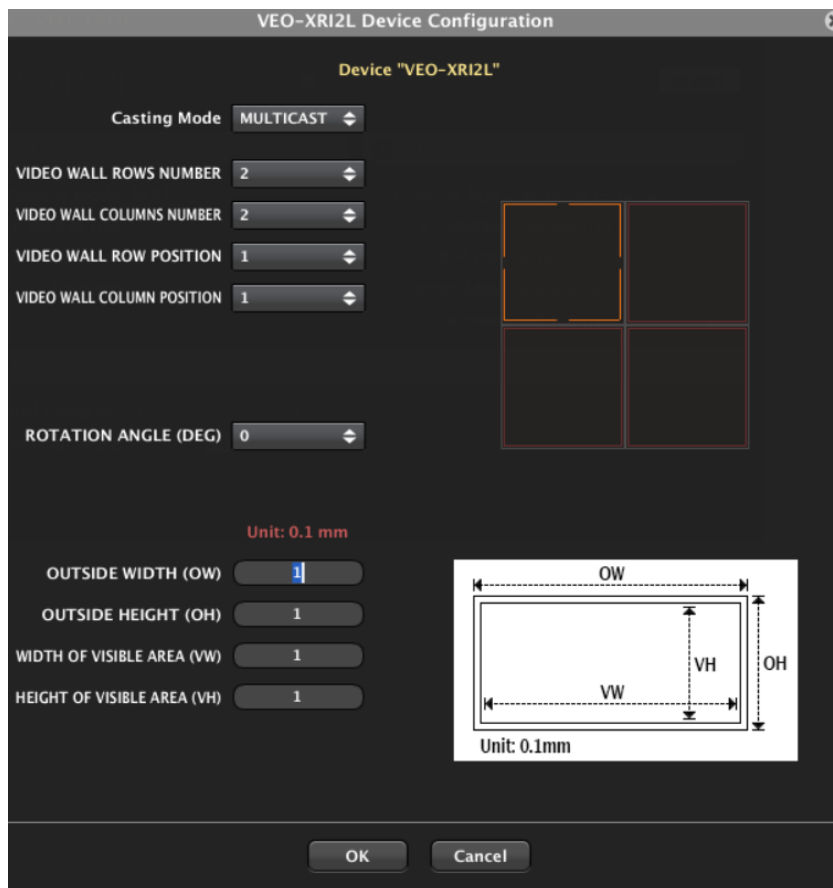 VEO-XRI2L Device Configuration
Device "VEO-XRI2L"
Casting Mode MULTICAST
VIDEO WALL ROWS NUMBER 2
VIDEO WALL COLUMNS NUMBER 2
VIDEO WALL ROW POSITION 1
VIDEO WALL COLUMN POSITION 1
ROTATION ANGLE (DEG) 0
Unit: 0.1 mm
OUTSIDE WIDTH (OW) 1
OUTSIDE HEIGHT (OH) 1
WIDTH OF VISIBLE AREA (VW) 1
HEIGHT OF VISIBLE AREA (VH) 1
OW
VH
OH
VW
Unit: 0.1mm
OK
Cancel